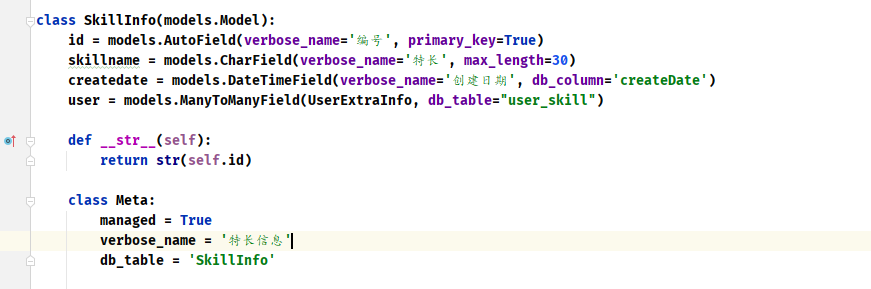 class SkillInfo(models.Model):
    id = models.AutoField(verbose_name='编号', primary_key=True)
    skillname = models.CharField(verbose_name='特长', max_length=30)
    createdate = models.DateTimeField(verbose_name='创建日期', db_column='createDate')
    user = models.ManyToManyField(UserExtraInfo, db_table="user_skill")
    def __str__(self):
        return str(self.id)
    class Meta:
        managed = True
        verbose_name = '特长信息'
        db_table = 'SkillInfo'